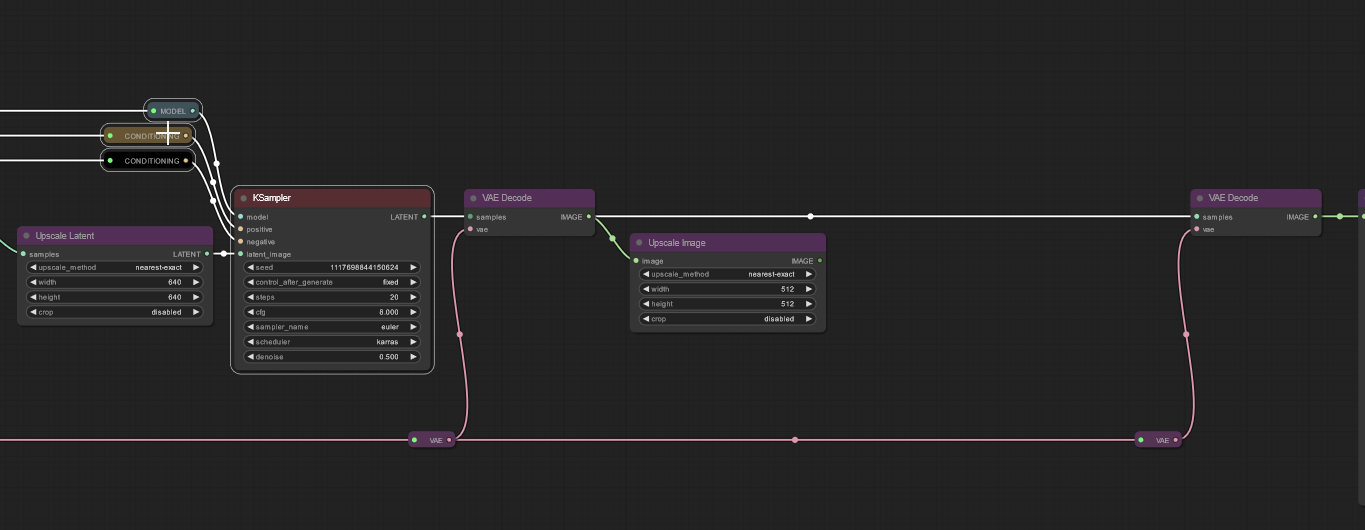 MODEL
CONDITIONING
CONDITIONING
KSampler
model LATENT
positive
negative
latent_image
seed 1117698844150624
control_after_generate fixed
steps 20
cfg 8.000
sampler_name euler
scheduler karras
denoise 0.500
Upscale Latent
samples LATENT
upscale_method nearest-exact
width 640
height 640
crop disabled
VAE Decode
samples IMAGE
vae
Upscale Image
image IMAGE
upscale_method nearest-exact
width 512
height 512
crop disabled
VAE Decode
samples IMAGE
vae
VAE
VAE